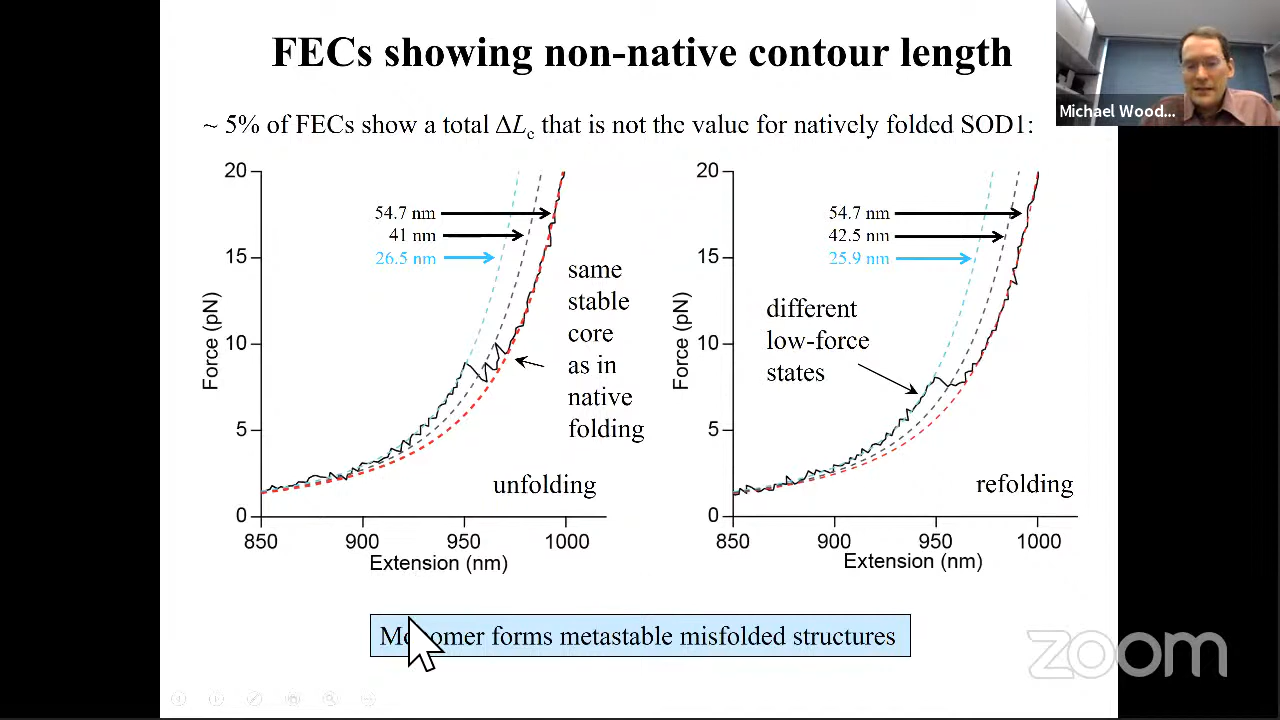 FECs showing non-native contour length
Michael Wood...
~ 5% of FECs show a total ΔLc that is not the value for natively folded SOD1:
20
15
10
5
0
Force (pN)
54.7 nm
41 nm
26.5 nm
same
stable
core
as in
native
folding
unfolding
850
900
950
1000
Extension (nm)
20
15
10
5
0
Force (pN)
54.7 nm
42.5 nm
25.9 nm
different
low-force
states
refolding
850
900
950
1000
Extension (nm)
Monomer forms metastable misfolded structures
zoom